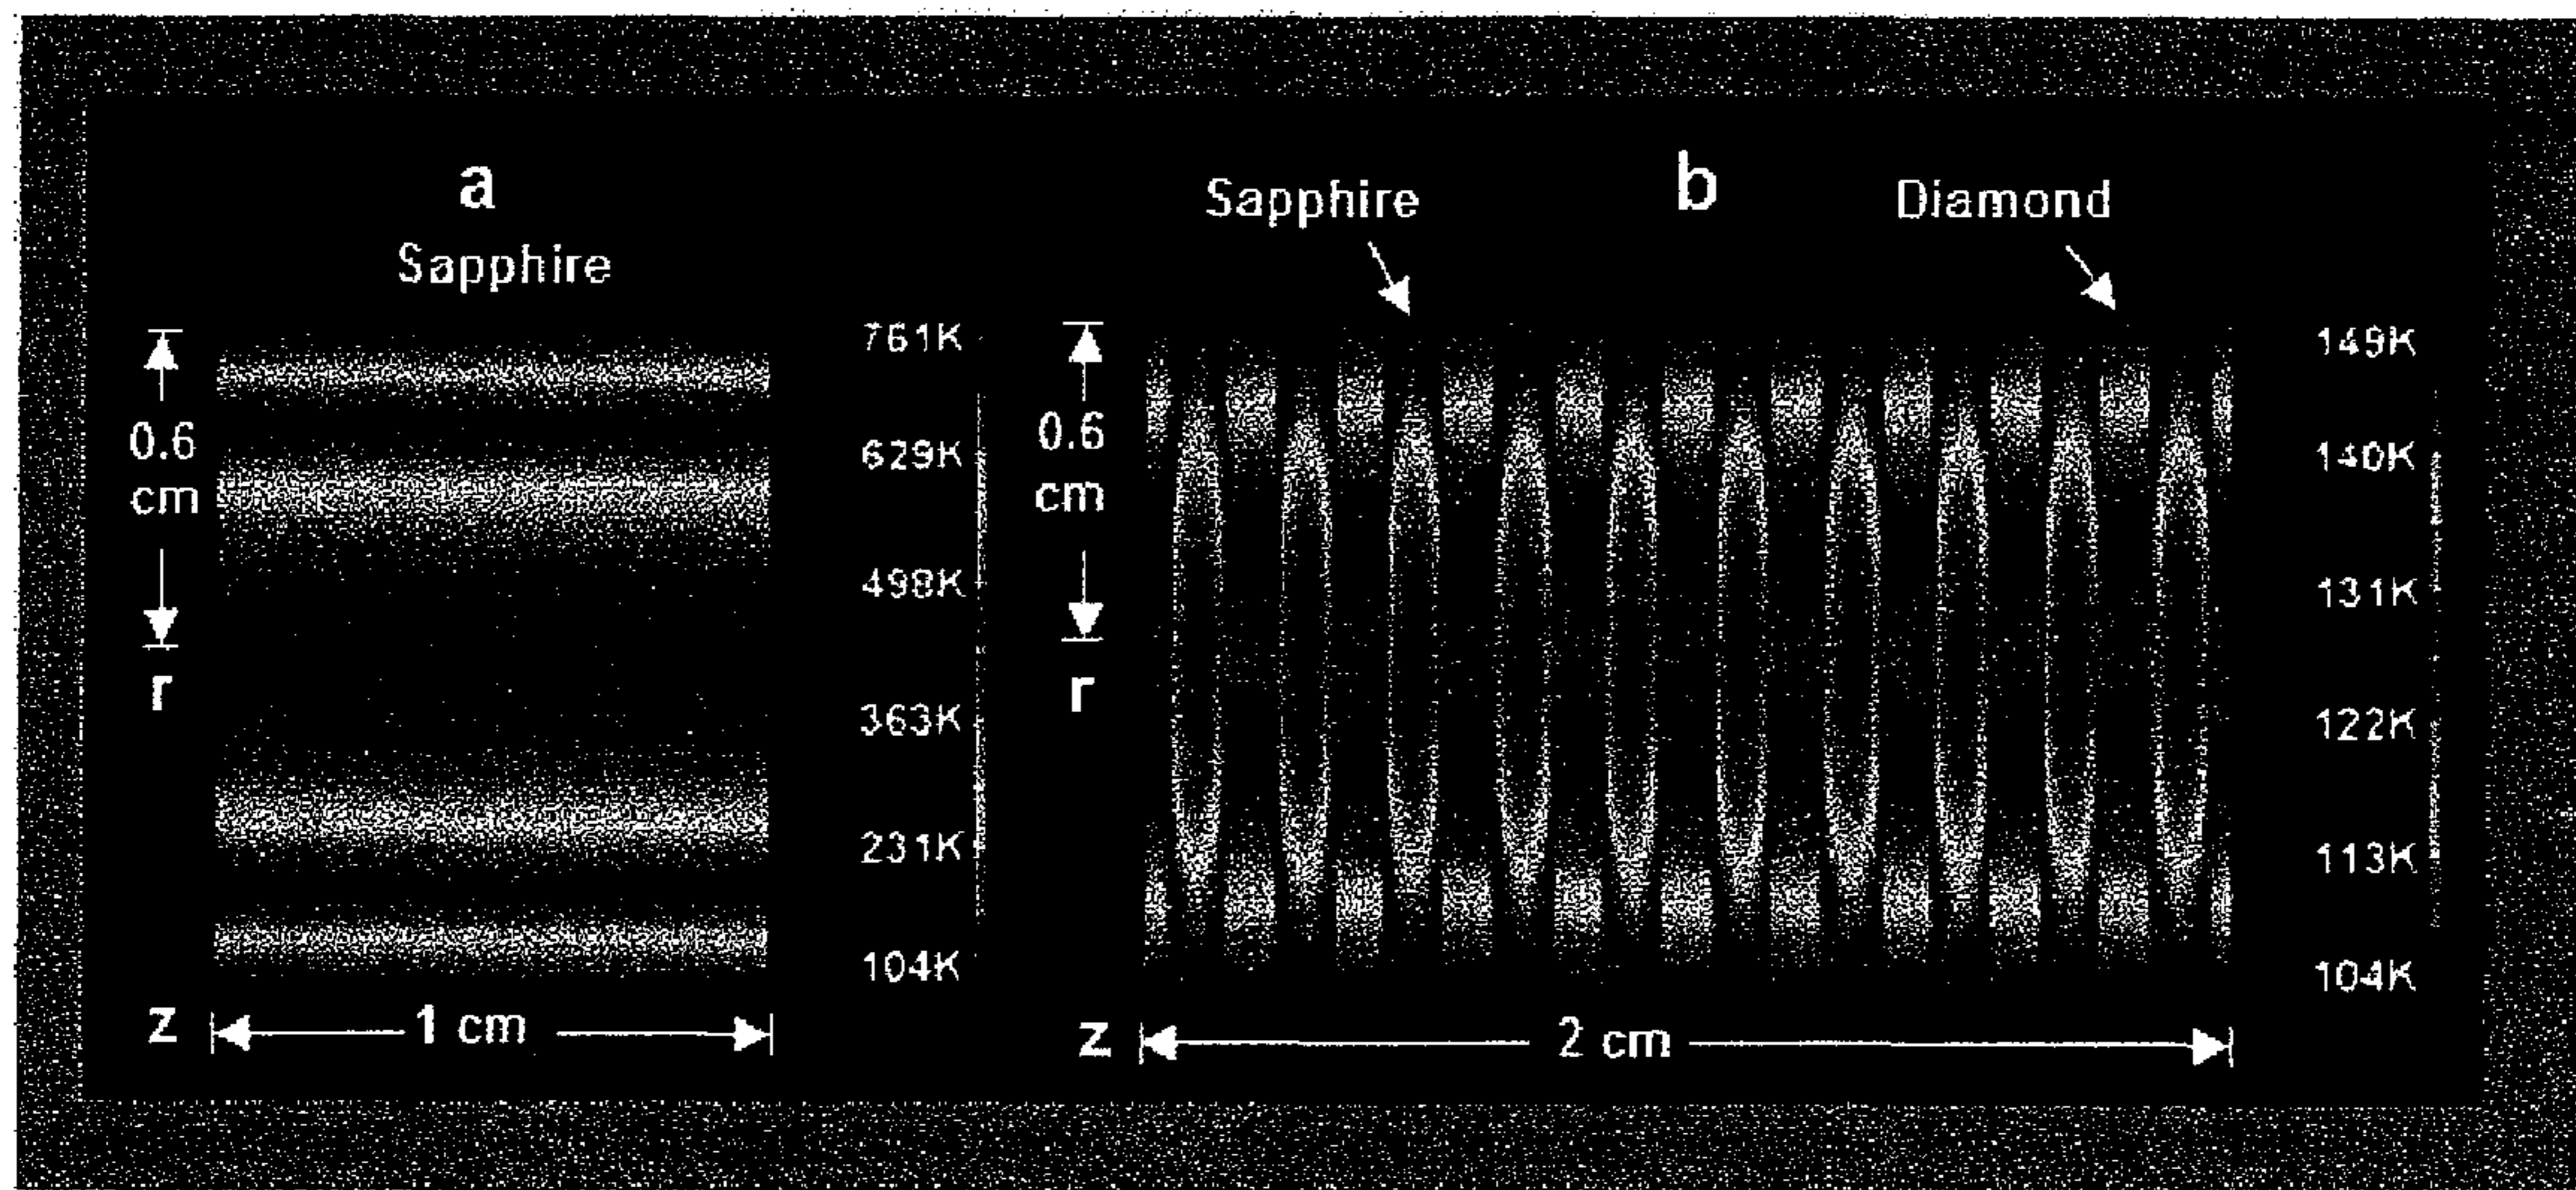 a
Sapphire
0.6
cm
r
761K
629K
498K
363K
231K
104K
z
1 cm
b
Sapphire
Diamond
0.6
cm
r
149K
140K
131K
122K
113K
104K
z
2 cm